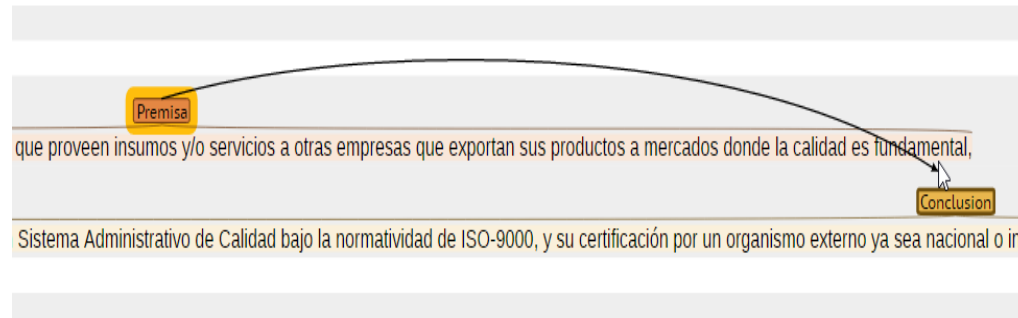 Premisa
que proveen insumos y/o servicios a otras empresas que exportan sus productos a mercados donde la calidad es fundamental,
Conclusion
Sistema Administrativo de Calidad bajo la normatividad de ISO-9000, y su certificación por un organismo externo ya sea nacional o